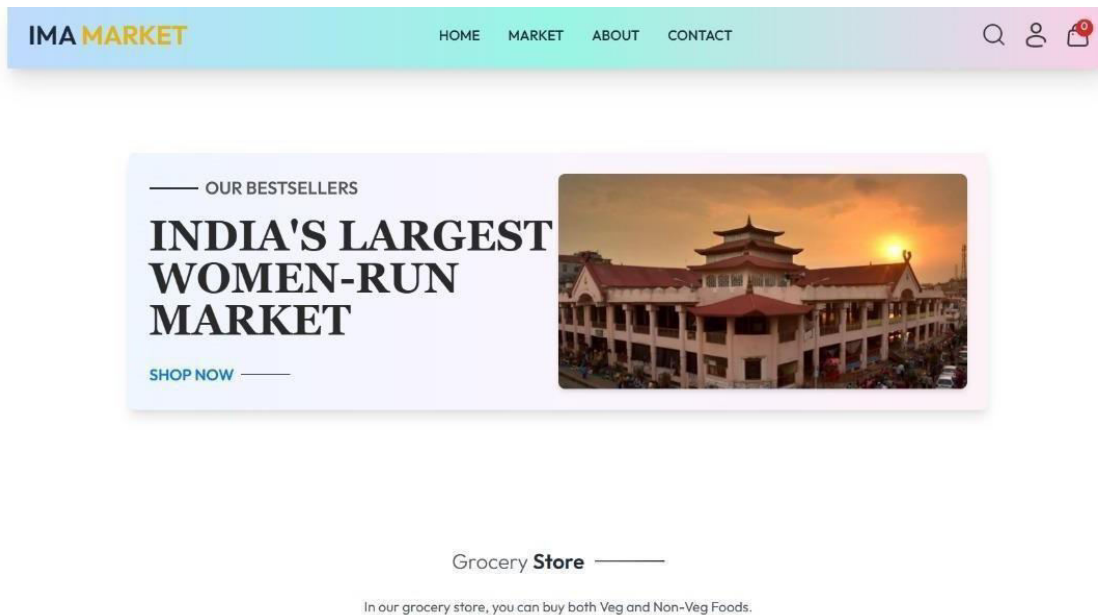 IMA MARKET
HOME MARKET ABOUT CONTACT
0
OUR BESTSELLERS
INDIA'S LARGEST
WOMEN-RUN
MARKET
SHOP NOW
Grocery Store
In our grocery store, you can buy both Veg and Non-Veg Foods.